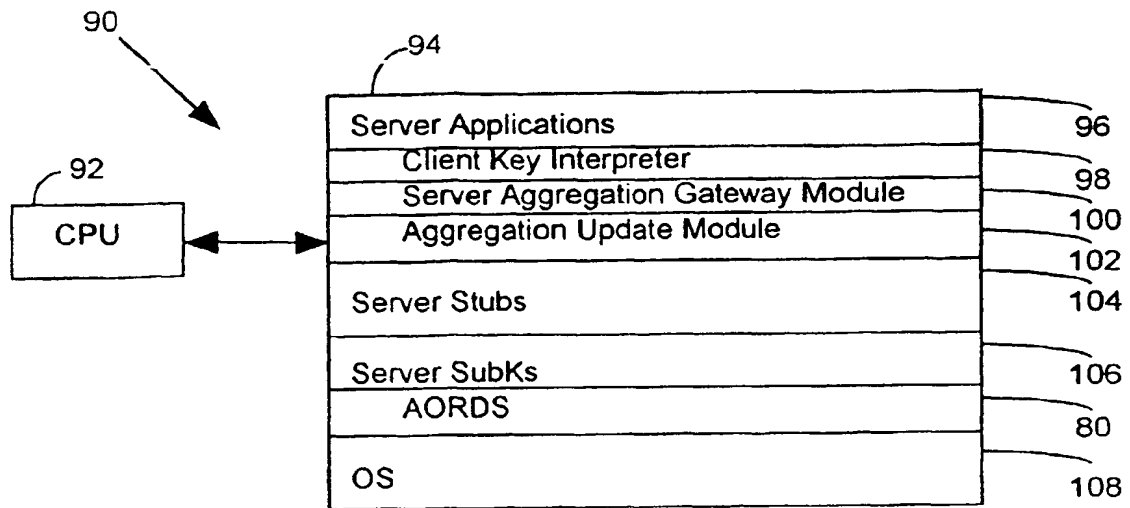 90
94
92
CPU
Server Applications
96
Client Key Interpreter
98
Server Aggregation Gateway Module
100
Aggregation Update Module
102
Server Stubs
104
Server SubKs
106
AORDS
80
OS
108